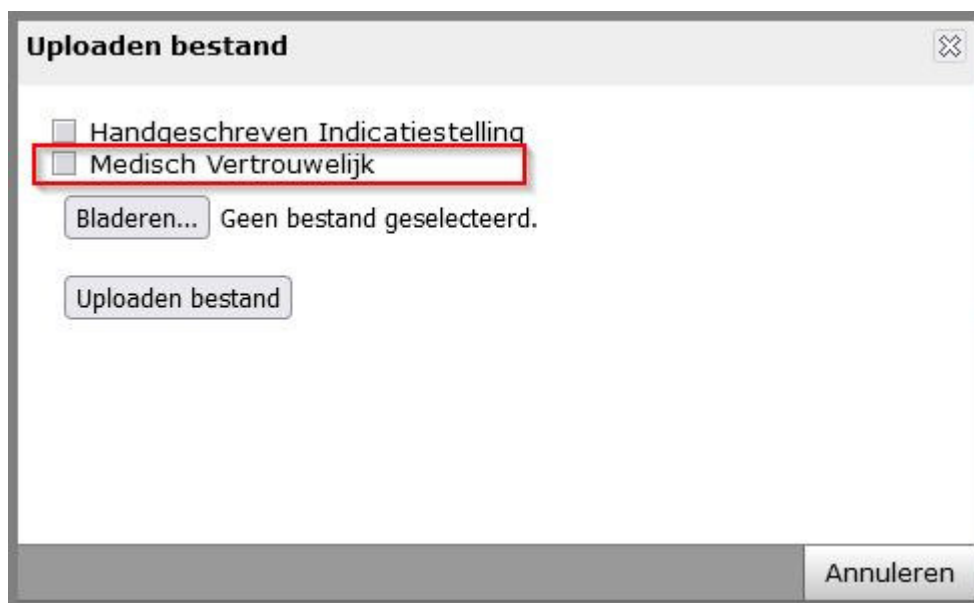 Uploaden bestand
Handgeschreven Indicatiestelling
Medisch Vertrouwelijk
Bladeren... Geen bestand geselecteerd.
Uploaden bestand
Annuleren